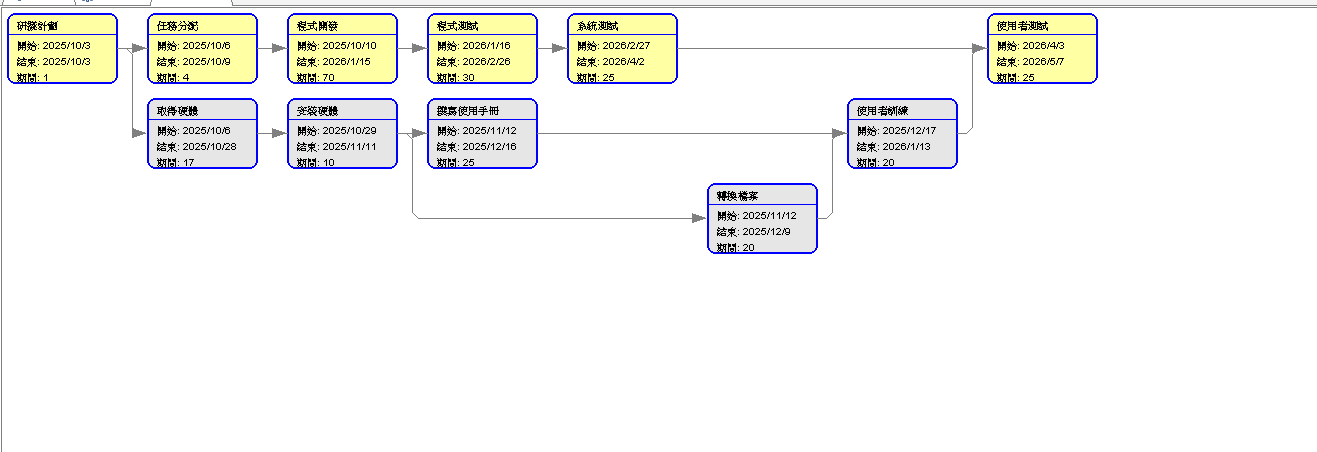 研擬計劃
開始: 2025/10/3
結束: 2025/10/3
期間: 1
任務分派
開始: 2025/10/6
結束: 2025/10/9
期間: 4
程式開發
開始: 2025/10/10
結束: 2026/1/15
期間: 70
程式測試
開始: 2026/1/16
結束: 2026/2/26
期間: 30
系統測試
開始: 2026/2/27
結束: 2026/4/2
期間: 25
使用者測試
開始: 2026/4/3
結束: 2026/5/7
期間: 25
取得硬體
開始: 2025/10/6
結束: 2025/10/28
期間: 17
安裝硬體
開始: 2025/10/29
結束: 2025/11/11
期間: 10
撰寫使用手冊
開始: 2025/11/12
結束: 2025/12/16
期間: 25
使用者訓練
開始: 2025/12/17
結束: 2026/1/13
期間: 20
轉換檔案
開始: 2025/11/12
結束: 2025/12/9
期間: 20